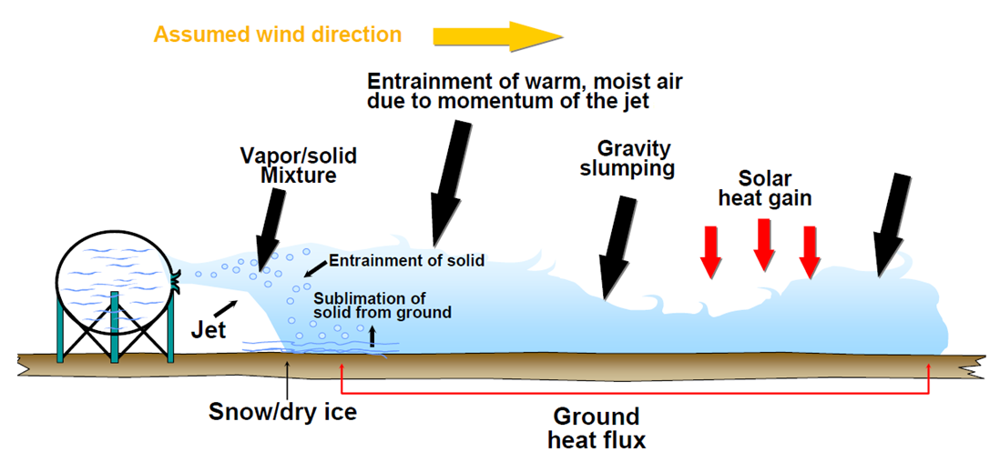 Assumed wind direction
Entrainment of warm, moist air
due to momentum of the jet
Vapor/solid
Mixture
Gravity
slumping
Solar
heat gain
Entrainment of solid
Sublimation of
solid from ground
Jet
Snow/dry ice
Ground
heat flux